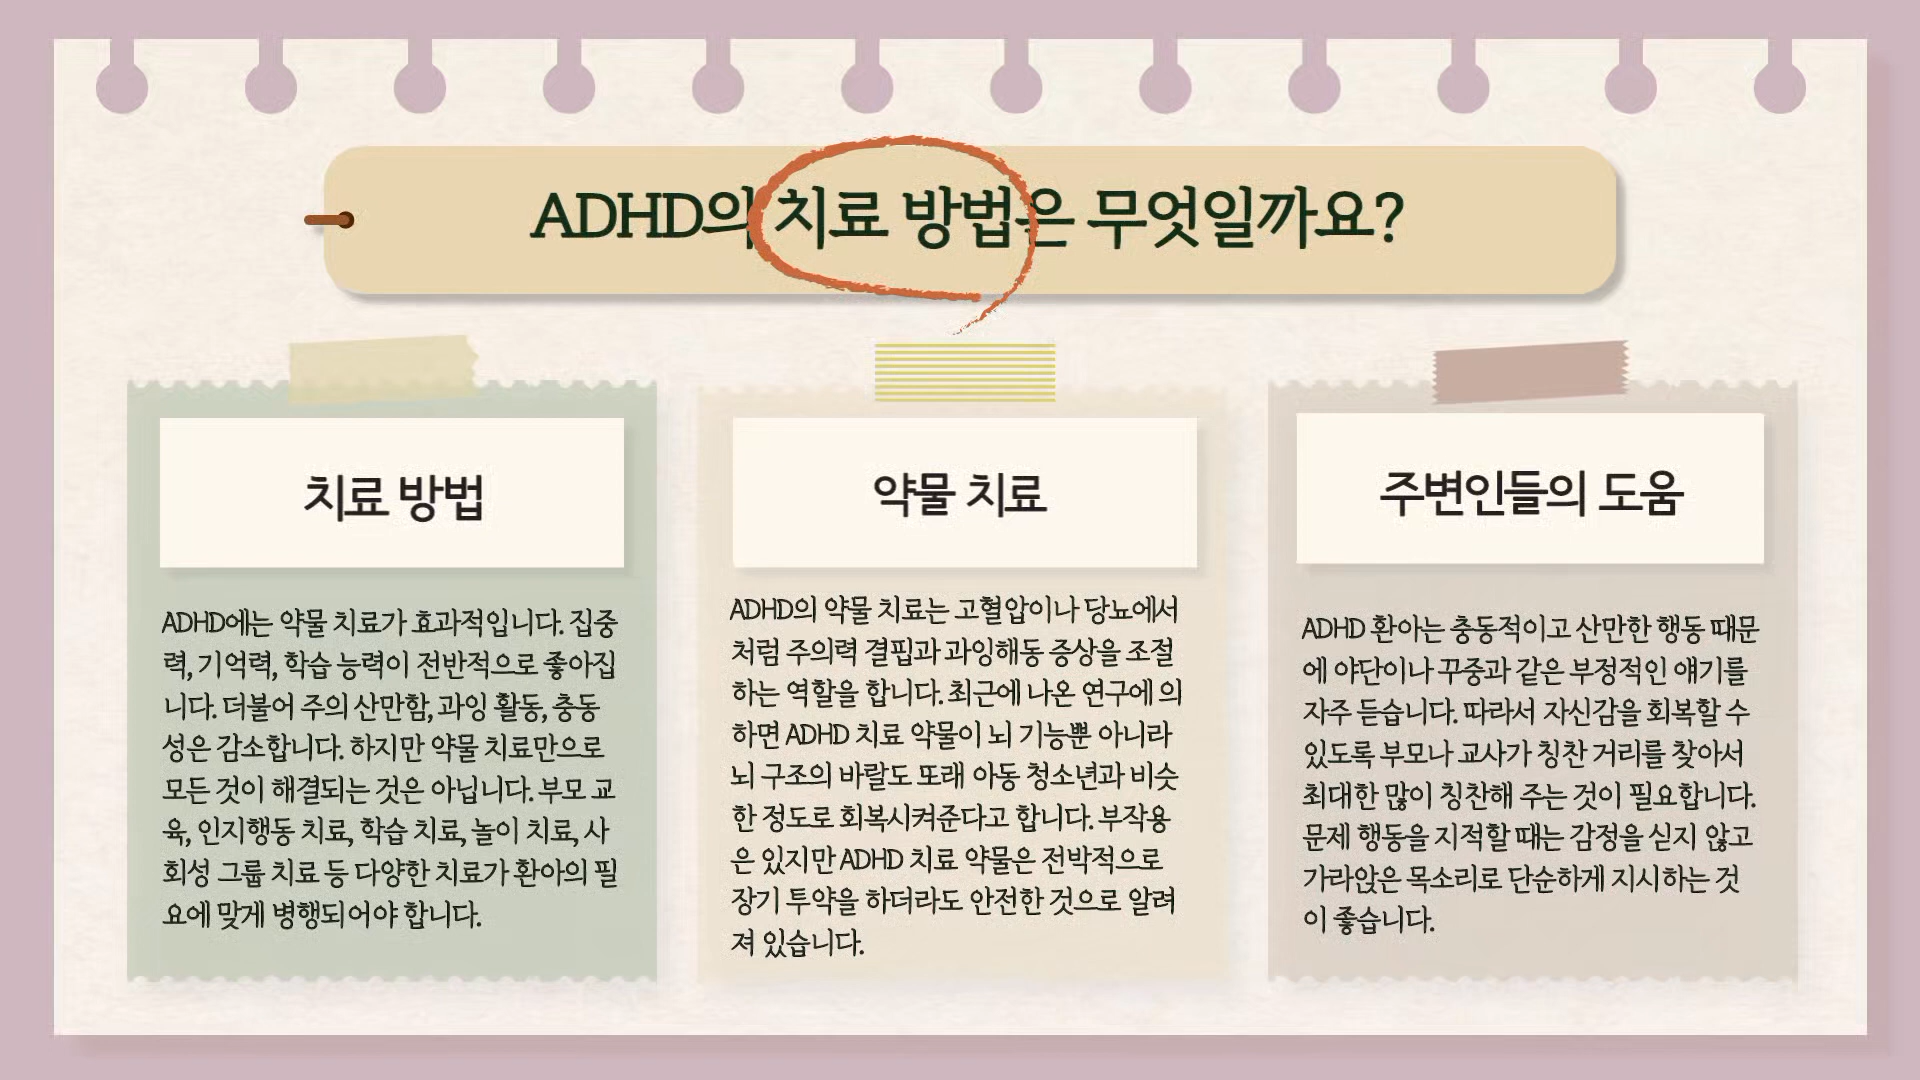 ADHD의 치료 방법은 무엇일까요?
치료 방법
ADHD에는 약물 치료가 효과적입니다. 집중
력, 기억력, 학습 능력이 전반적으로 좋아집
니다. 더불어 주의 산만함, 과잉 활동, 충동
성은 감소합니다. 하지만 약물 치료만으로
모든 것이 해결되는 것은 아닙니다. 부모 교
육, 인지행동 치료, 학습 치료, 놀이 치료, 사
회성 그룹 치료 등 다양한 치료가 환아의 필
요에 맞게 병행되어야 합니다.
약물 치료
ADHD의 약물 치료는 고혈압이나 당뇨에서
처럼 주의력 결핍과 과잉해동 증상을 조절
하는 역할을 합니다. 최근에 나온 연구에 의
하면 ADHD 치료 약물이 뇌 기능뿐 아니라
뇌 구조의 바랄도 또래 아동 청소년과 비슷
한 정도로 회복시켜준다고 합니다. 부작용
은 있지만 ADHD 치료 약물은 전박적으로
장기 투약을 하더라도 안전한 것으로 알려
져 있습니다.
주변인들의 도움
ADHD 환아는 충동적이고 산만한 행동 때문
에 야단이나 꾸중과 같은 부정적인 얘기를
자주 듣습니다. 따라서 자신감을 회복할 수
있도록 부모나 교사가 칭찬 거리를 찾아서
최대한 많이 칭찬해 주는 것이 필요합니다.
문제 행동을 지적할 때는 감정을 싣지 않고
가라앉은 목소리로 단순하게 지시하는 것
이 좋습니다.